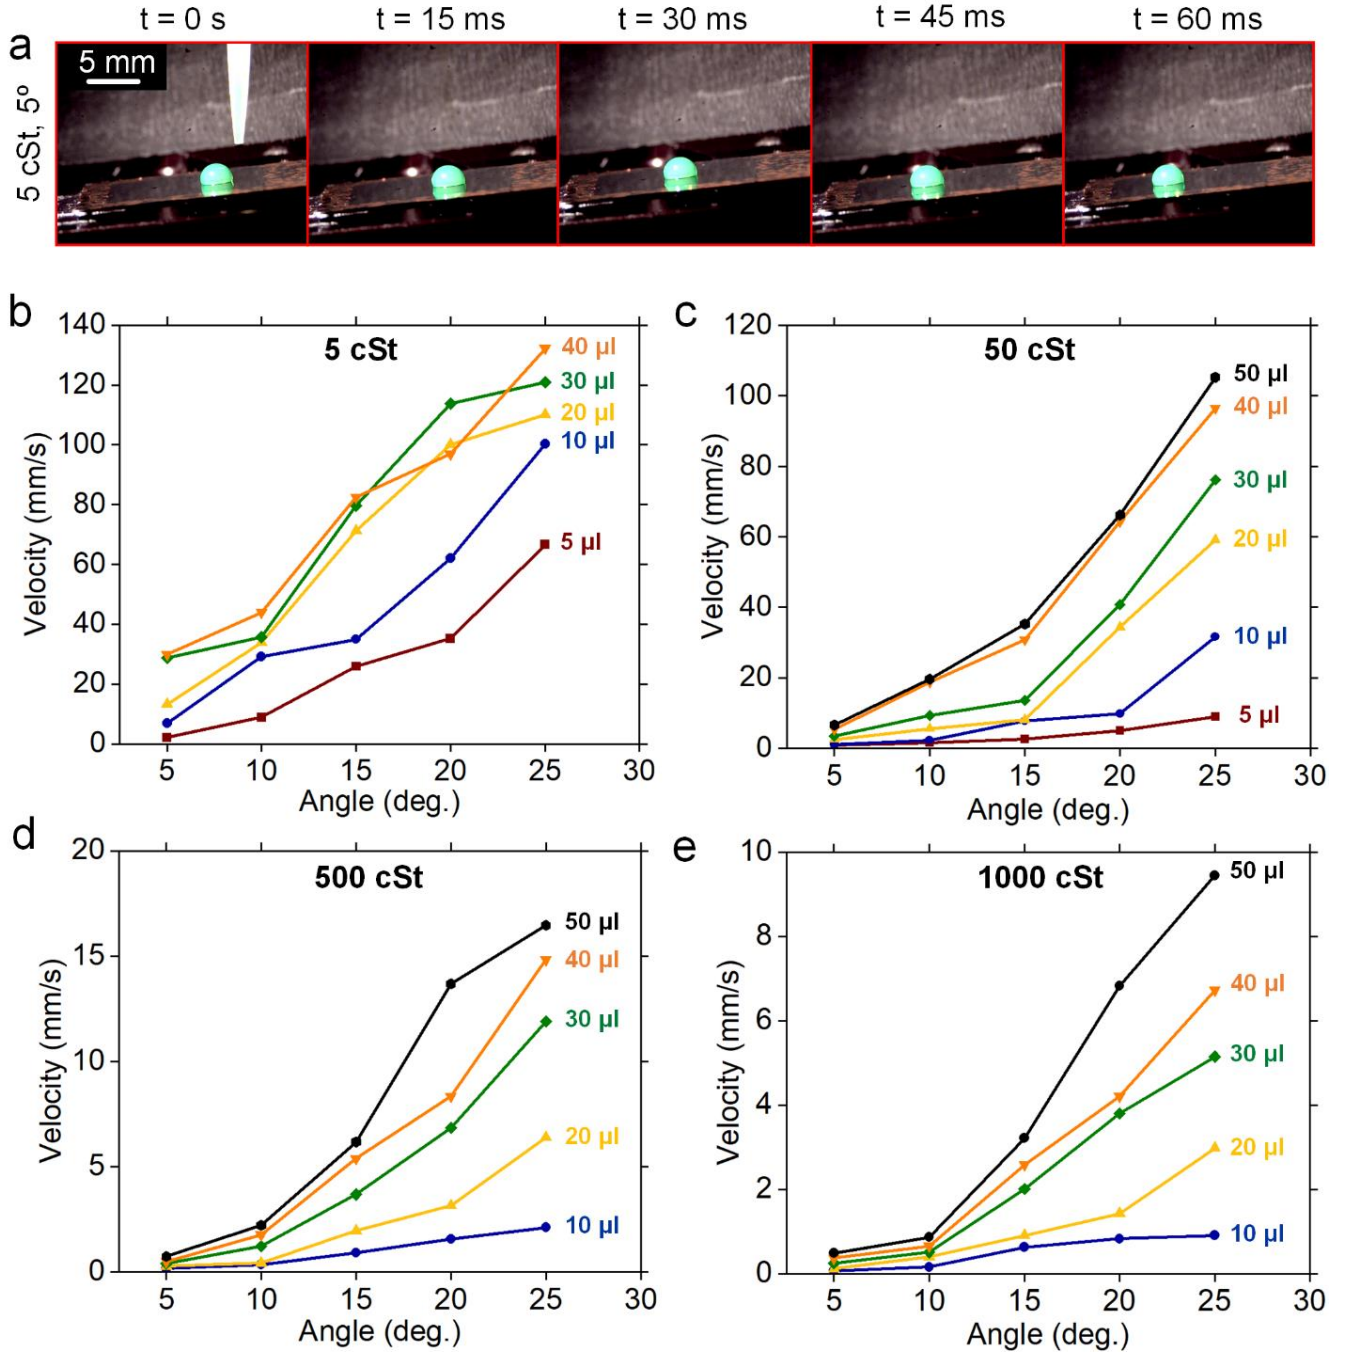 t = 0 s t = 15 ms t = 30 ms t = 45 ms t = 60 ms
a
5 mm
5 cSt, 5º
b
5 cSt
140
120
100
80
60
40
20
0
Velocity (mm/s)
40 µl
30 µl
20 µl
10 µl
5 µl
5 10 15 20 25 30
Angle (deg.)
c
50 cSt
120
100
80
60
40
20
0
Velocity (mm/s)
50 µl
40 µl
30 µl
20 µl
10 µl
5 µl
5 10 15 20 25 30
Angle (deg.)
d
500 cSt
20
15
10
5
0
Velocity (mm/s)
50 µl
40 µl
30 µl
20 µl
10 µl
5 10 15 20 25 30
Angle (deg.)
e
1000 cSt
10
8
6
4
2
0
Velocity (mm/s)
50 µl
40 µl
30 µl
20 µl
10 µl
5 10 15 20 25 30
Angle (deg.)